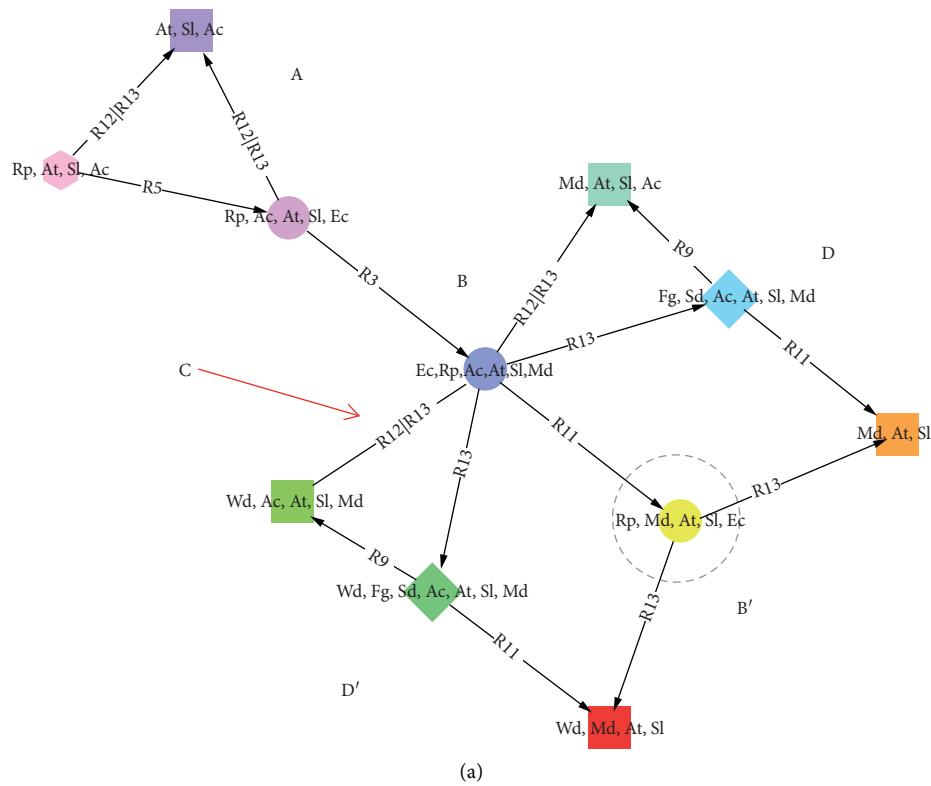 At, Sl, Ac
A
R12|R13
R12|R13
Rp, At, Sl, Ac
R5
Rp, Ac, At, Sl, Ec
Md, At, Sl, Ac
R9
D
R3
B
R12|R13
Fg, Sd, Ac, At, Sl, Md
R13
R11
C
Ec,Rp,Ac,At,Sl,Md
R12|R13
R11
Md, At, Sl
R13
R13
Wd, Ac, At, Sl, Md
Rp, Md, At, Sl, Ec
R9
Wd, Fg, Sd, Ac, At, Sl, Md
R13
B′
R11
D′
Wd, Md, At, Sl
(a)